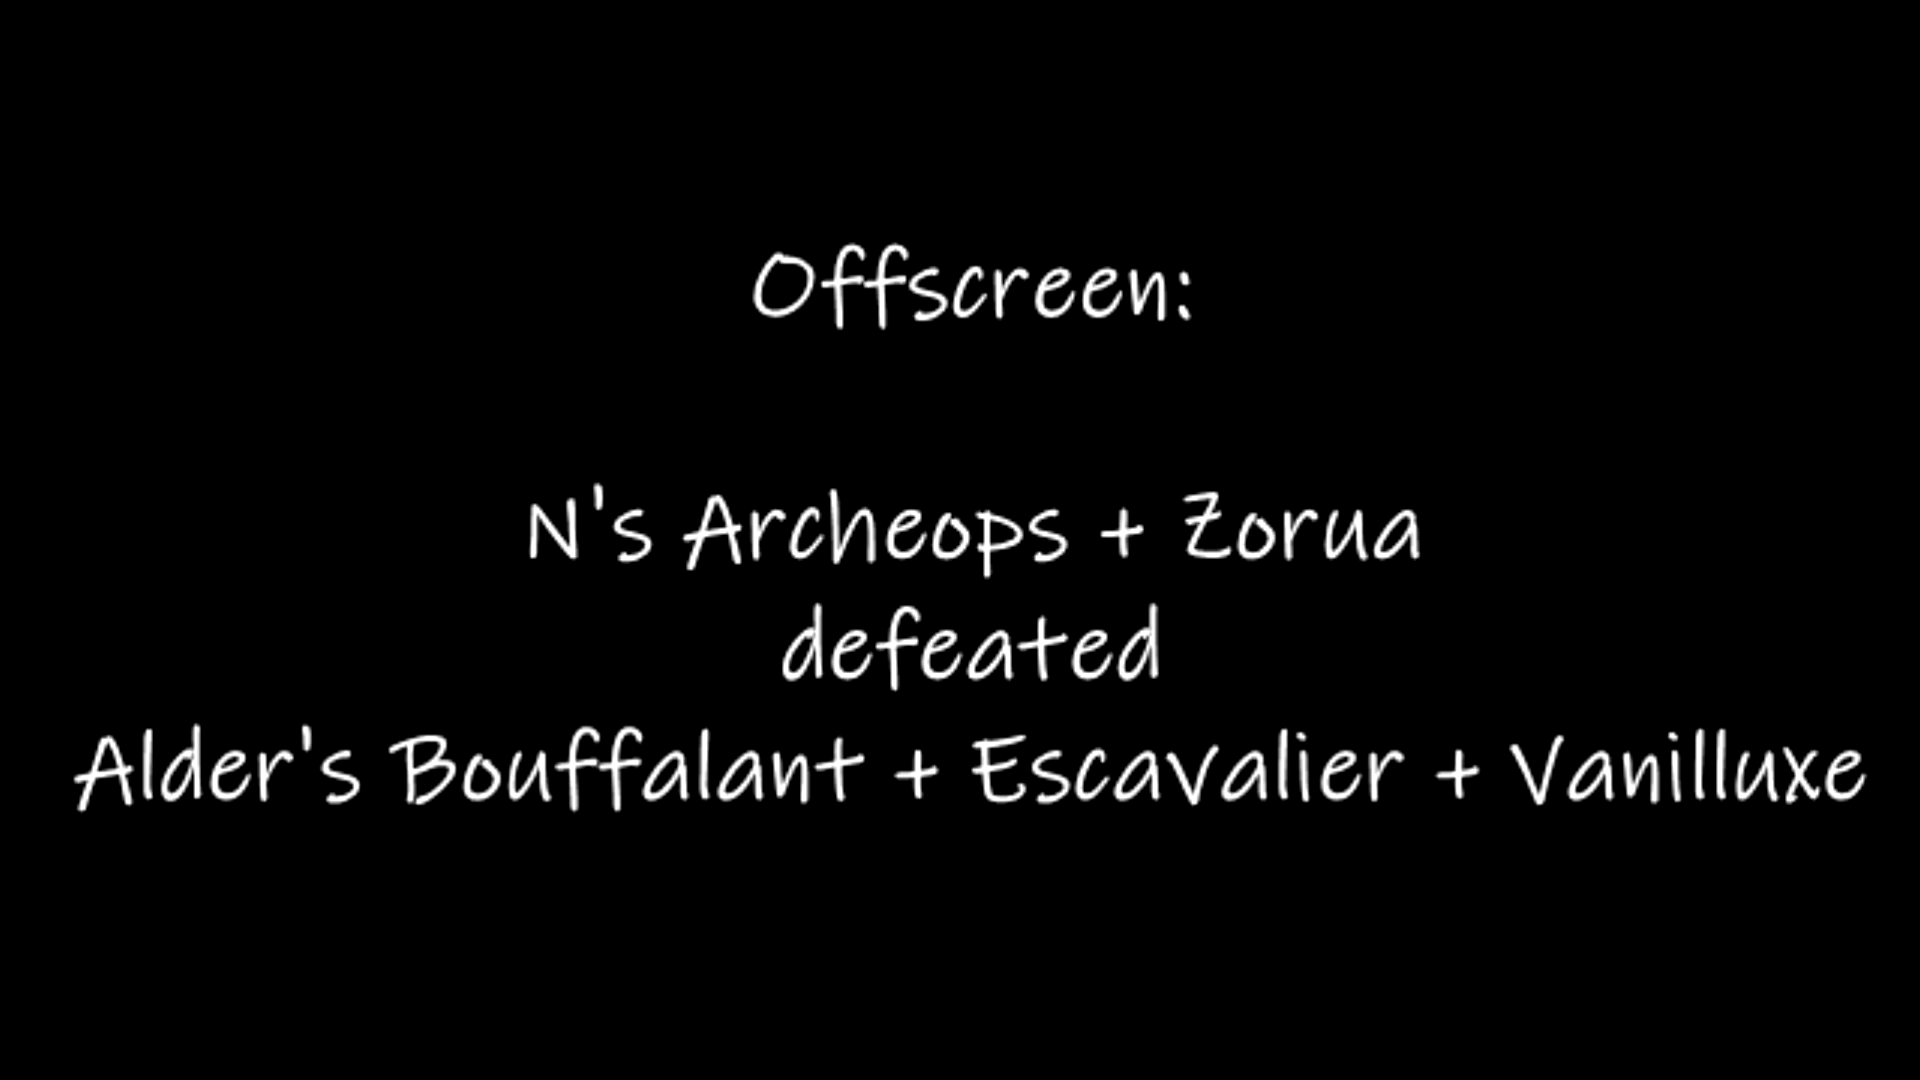 Offscreen:
N's Archeops + Zorua
defeated
Alder's Bouffalant + Escavalier + Vanilluxe